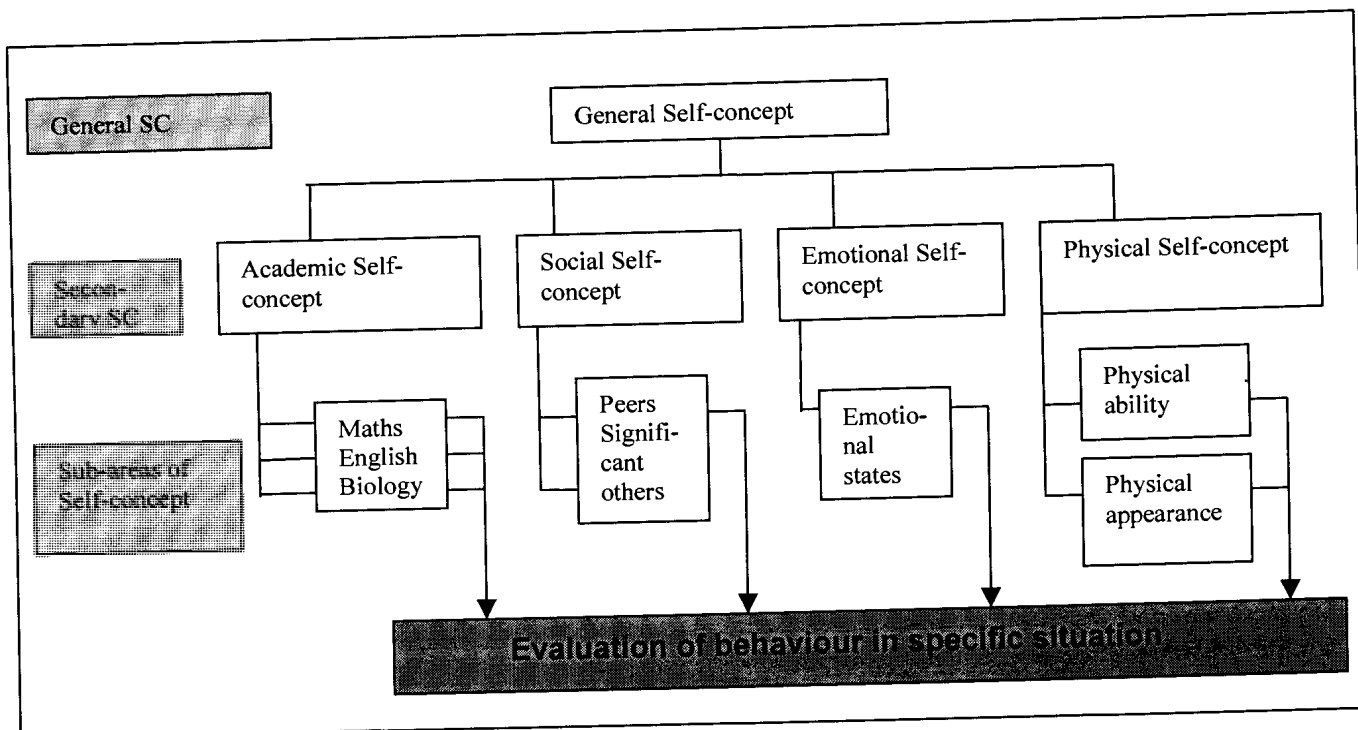 General SC
General Self-concept
Academic Self-
concept
Social Self-
concept
Emotional Self-
concept
Physical Self-concept
Secon-
dary SC
Maths
English
Biology
Peers
Signifi-
cant
others
Emotio-
nal
states
Physical
ability
Physical
appearance
Sub-areas of
Self-concept
Evaluation of behaviour in specific situation